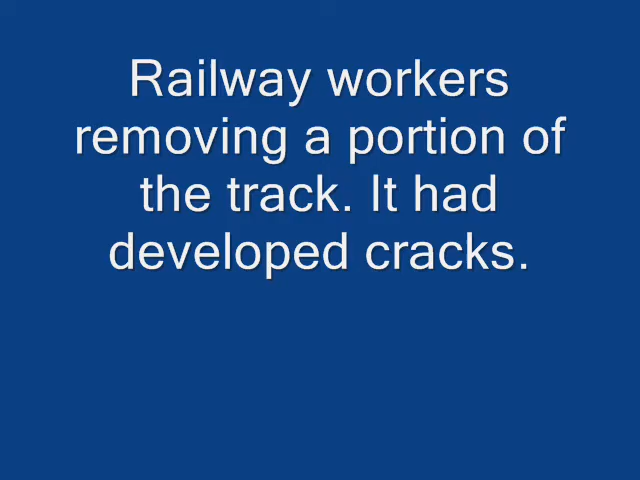 Railway workers
removing a portion of
the track. It had
developed cracks.